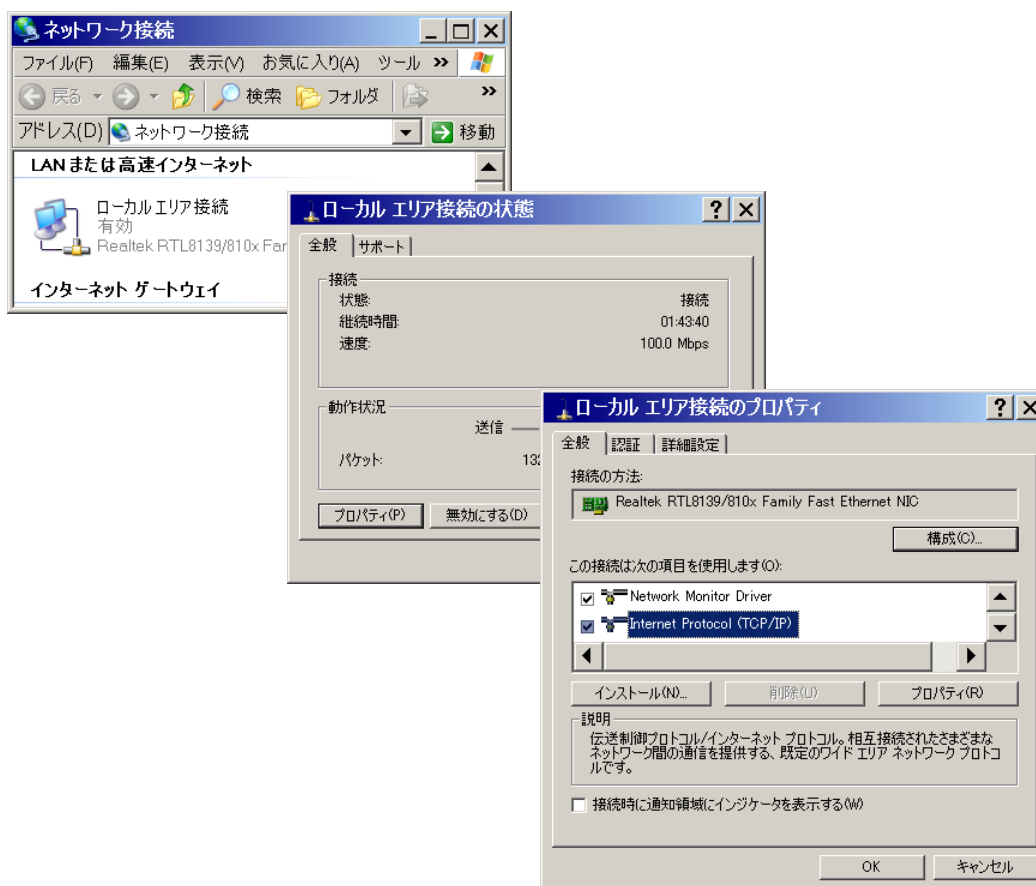 ネットワーク接続
ファイル(F) 編集(E) 表示(V) お気に入り(A) ツール »
戻る 検索 フォルダ »
アドレス(D) ネットワーク接続 移動
LAN または高速インターネット
ローカル エリア接続
有効
Realtek RTL8139/810x Far
インターネット ゲートウェイ
ローカル エリア接続の状態
全般 サポート
接続
状態: 接続
継続時間: 01:43:40
速度: 100.0 Mbps
動作状況
送信
パケット: 132
プロパティ(P) 無効にする(D)
ローカル エリア接続のプロパティ
全般 認証 詳細設定
接続の方法:
Realtek RTL8139/810x Family Fast Ethernet NIC
構成(C)...
この接続は次の項目を使用します(O):
Network Monitor Driver
Internet Protocol (TCP/IP)
インストール(N)... 削除(U) プロパティ(R)
説明
伝送制御プロトコル/インターネット プロトコル。相互接続されたさまざまな
ネットワーク間の通信を提供する、既定のワイド エリア ネットワーク プロトコ
ルです。
接続時に通知領域にインジケータを表示する(W)
OK キャンセル